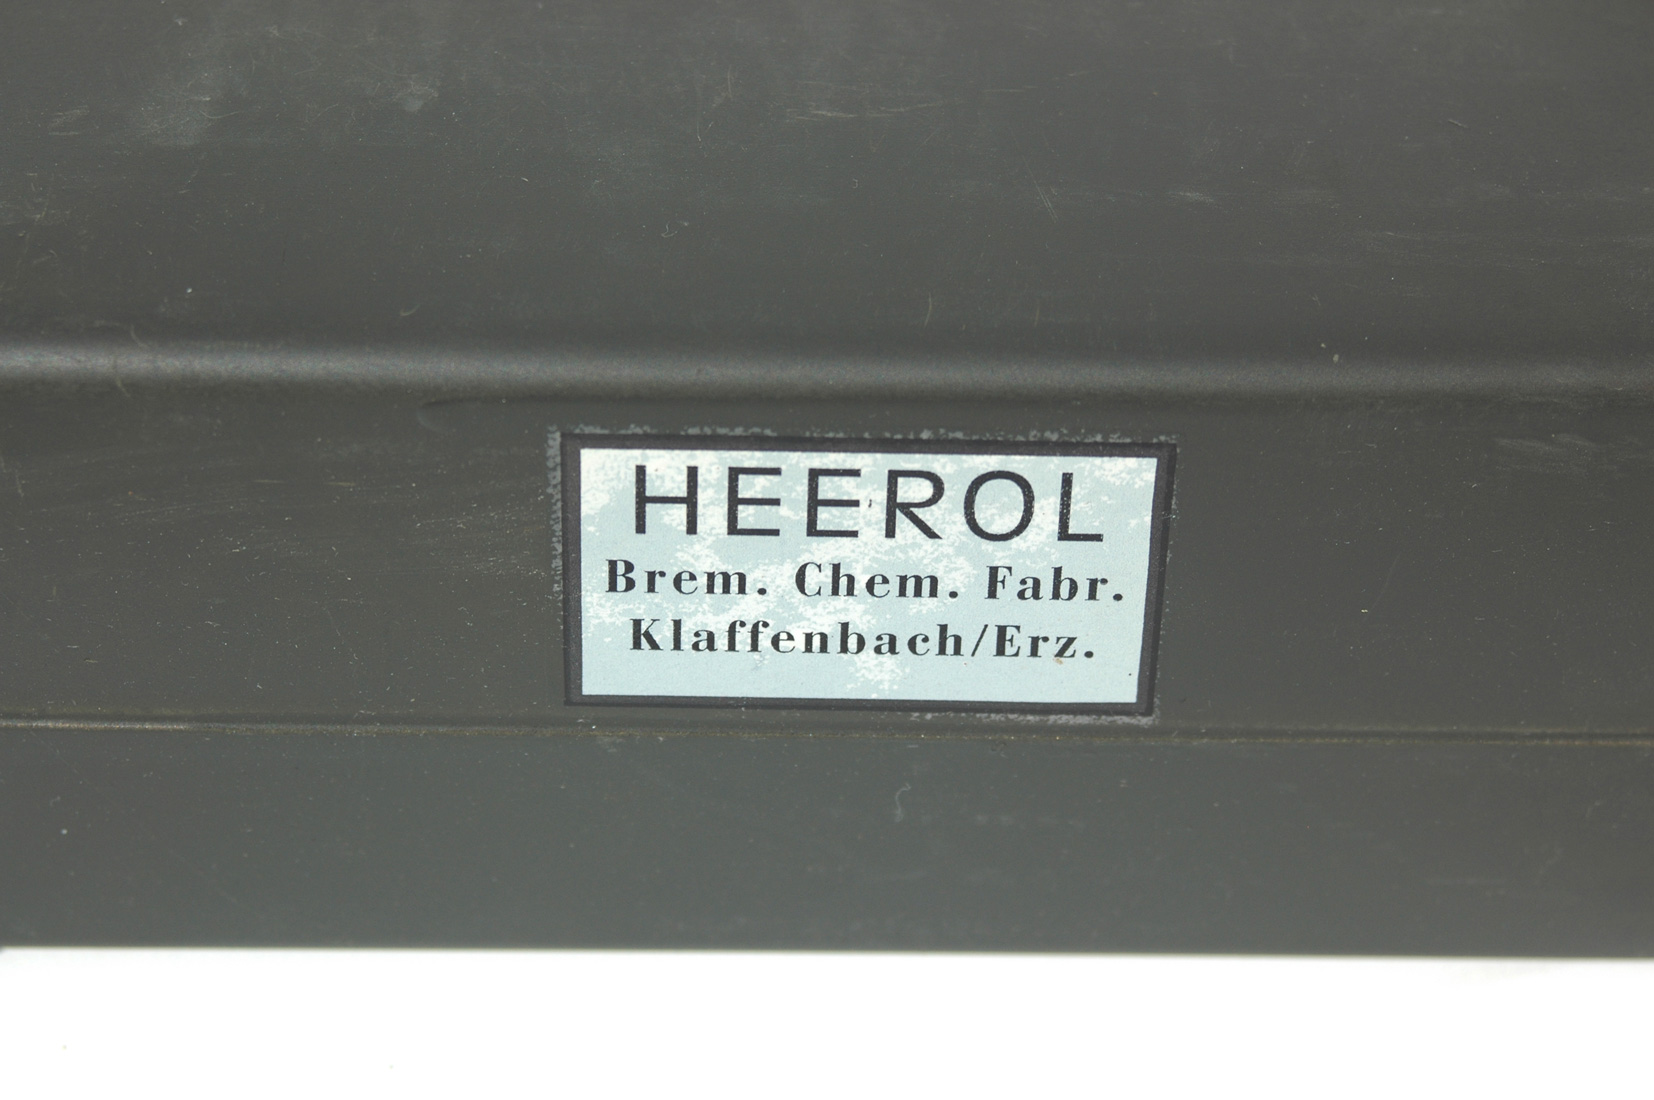 HEEROL
Brem. Chem. Fabr.
Klaffenbach/Erz.